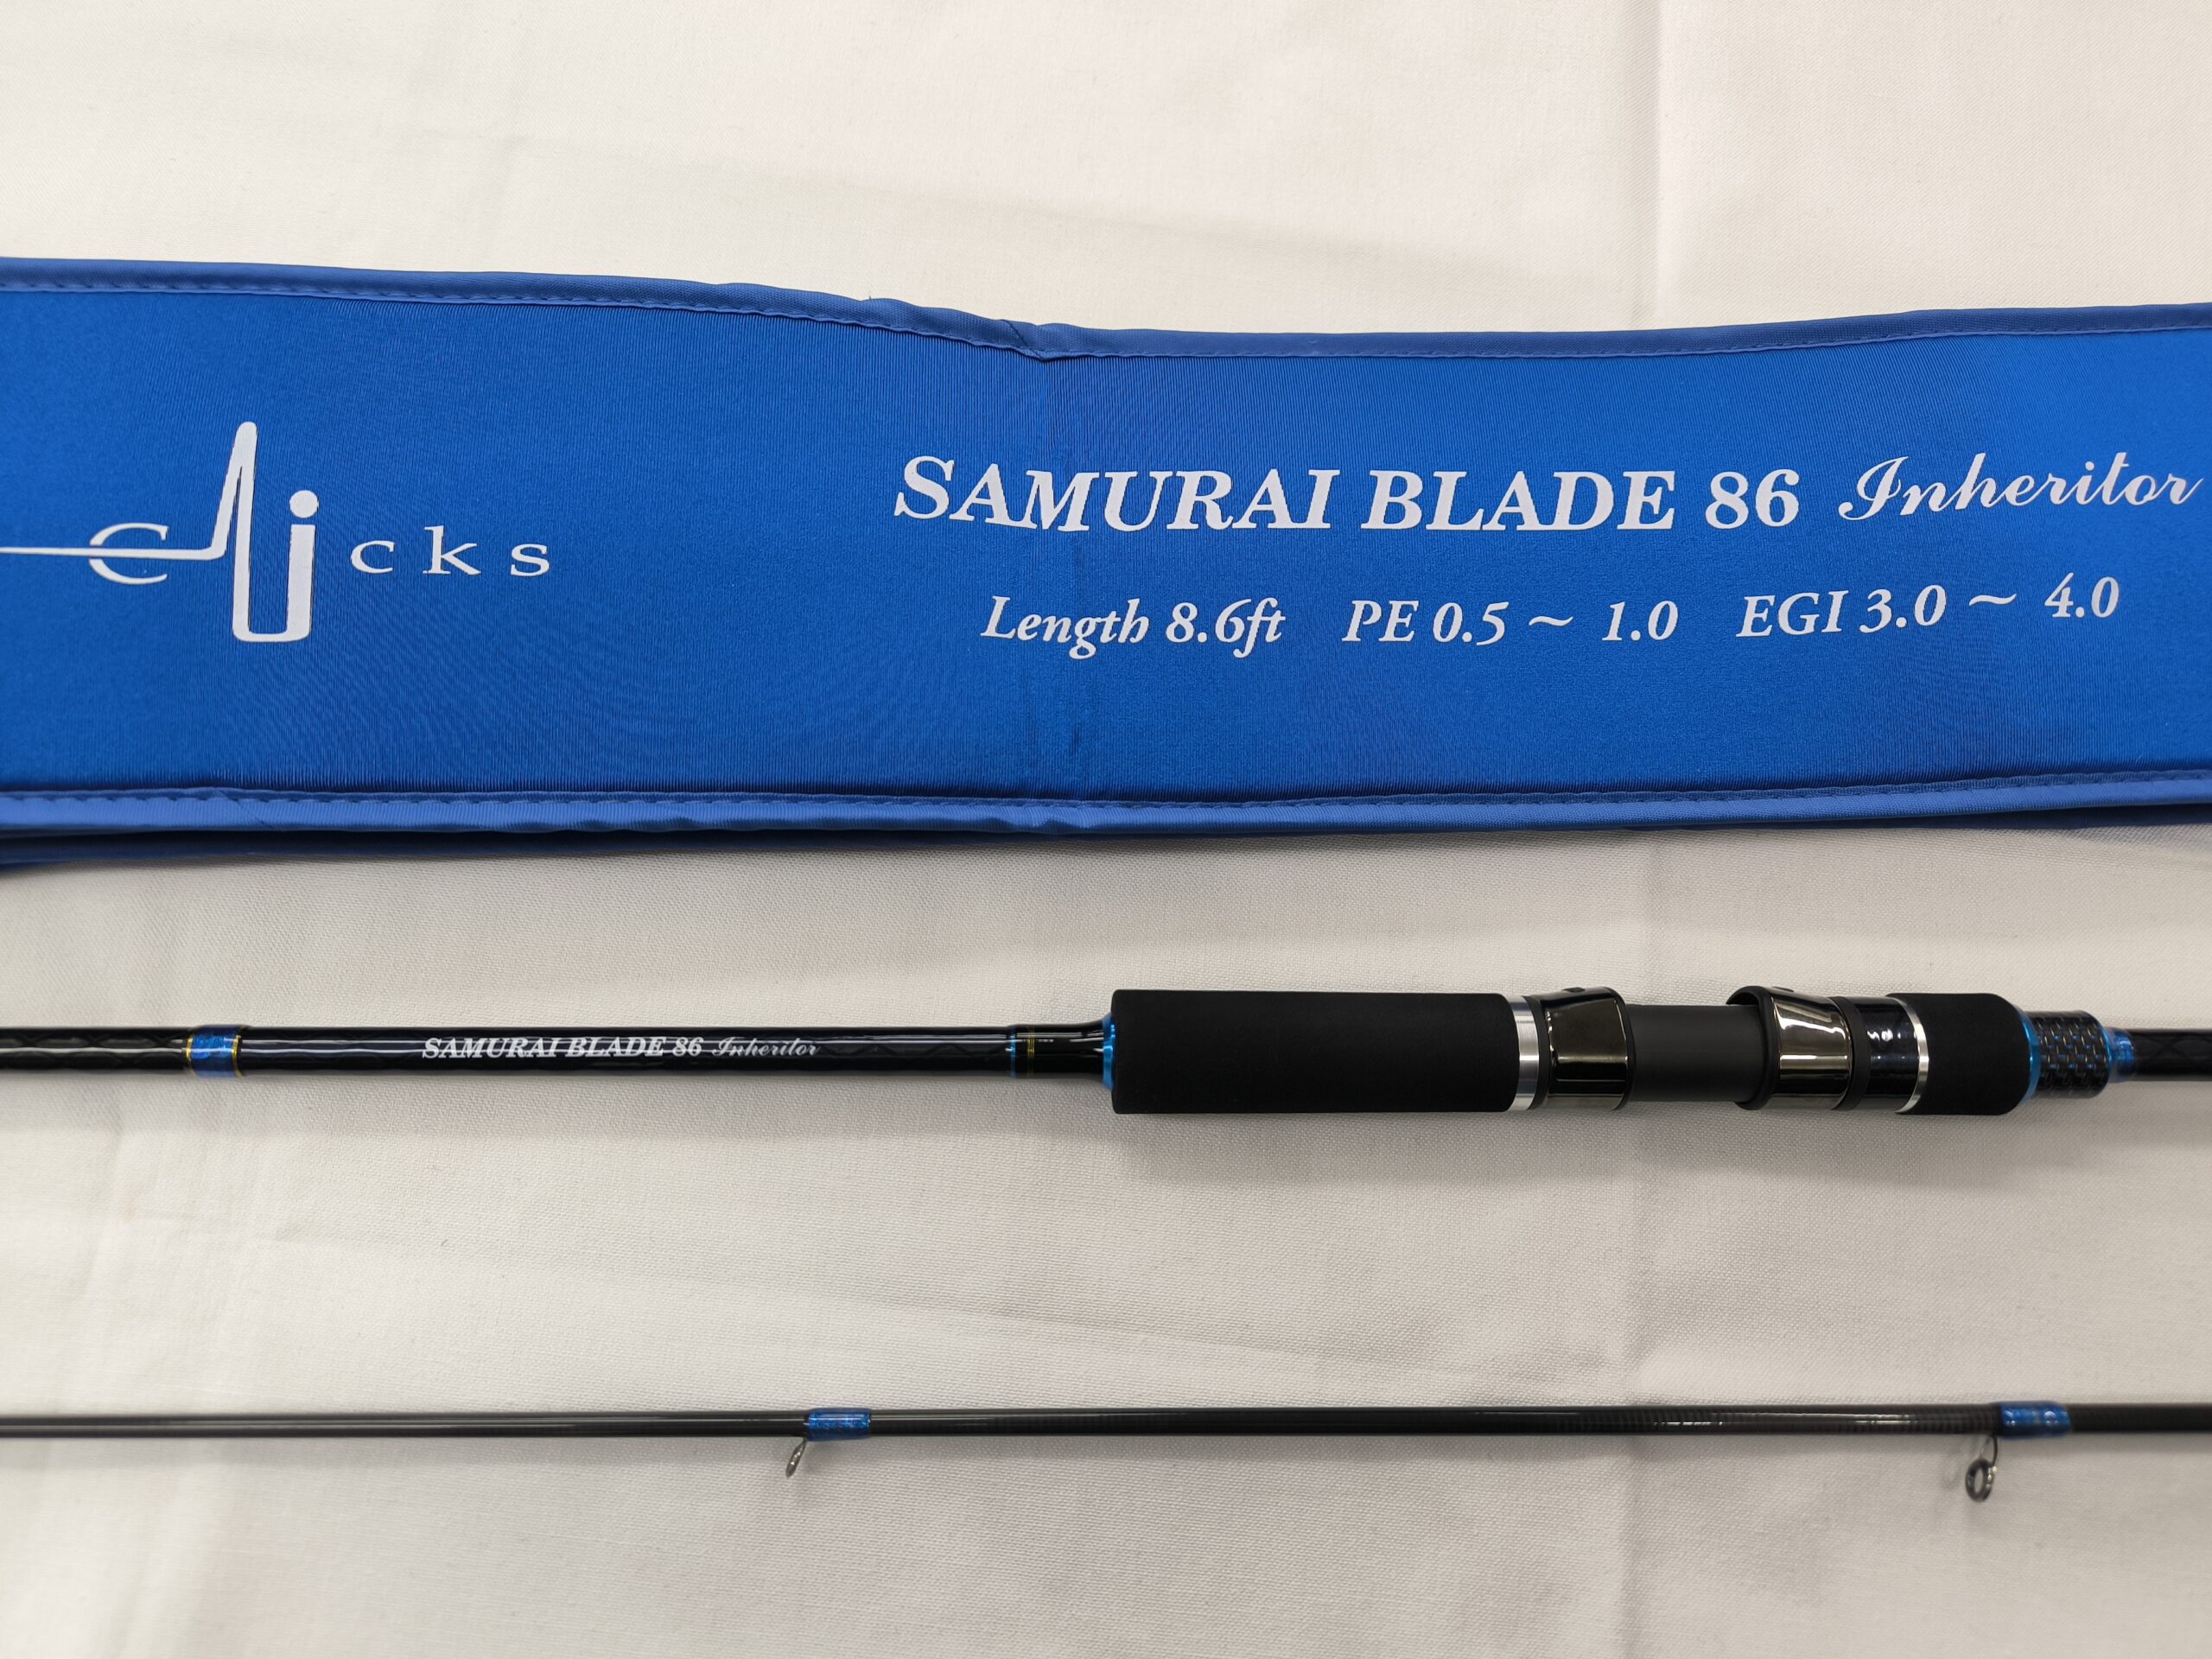 Clicks
SAMURAI BLADE 86 Inheritor
Length 8.6ft PE 0.5 ~ 1.0 EGI 3.0 ~ 4.0
SAMURAI BLADE 86 Inheritor